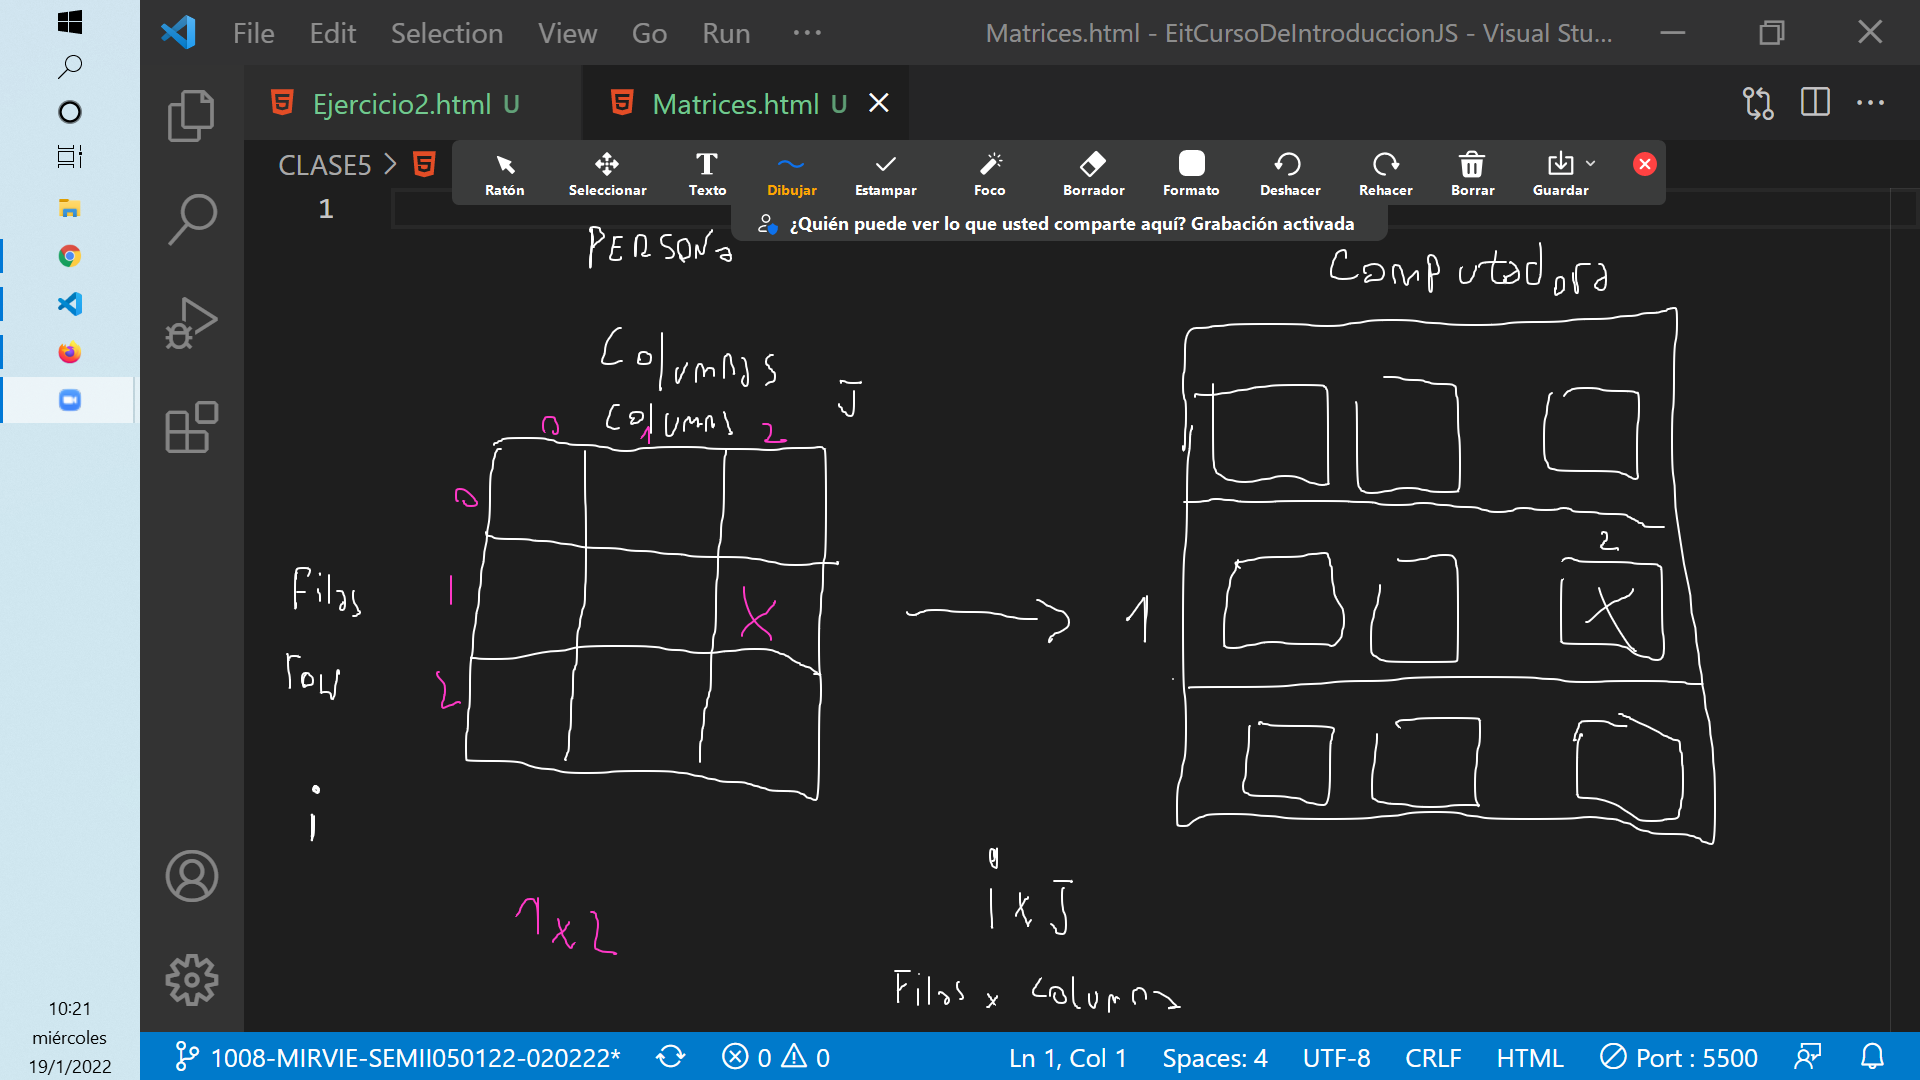 File Edit Selection View Go Run ··· Matrices.html - EitCursoDeIntroduccionJS - Visual Stu...
Ejercicio2.html U Matrices.html U
CLASE5 >
Ratón Seleccionar Texto Dibujar Estampar Foco Borrador Formato Deshacer Rehacer Borrar Guardar
¿Quién puede ver lo que usted comparte aquí? Grabación activada
1
PERSONA
Computadora
Columnas
Columns J
0 1 2
0
Filas 1 X
row 2
i
1 2 X
1x2
i x J
Filas x columnas
10:21
miércoles
19/1/2022
1008-MIRVIE-SEMII050122-020222* 0 0 Ln 1, Col 1 Spaces: 4 UTF-8 CRLF HTML Port : 5500